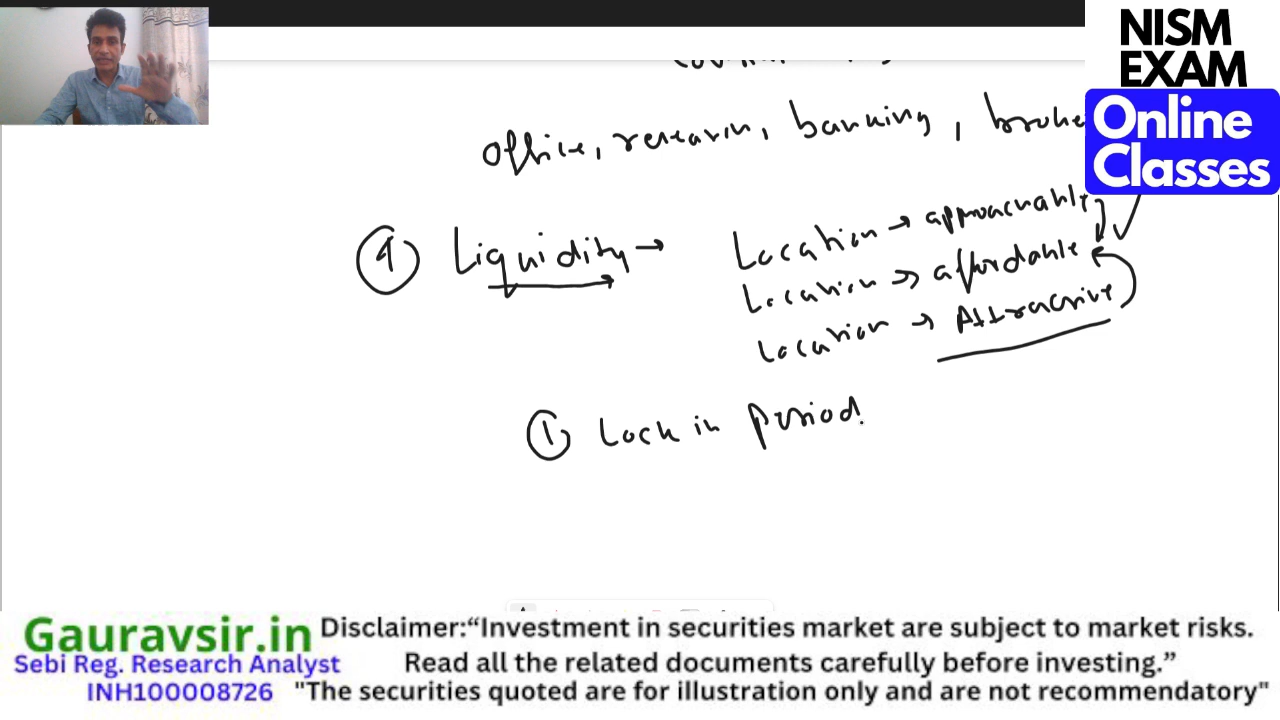 NISM
EXAM
Online
Classes
office, research, banking, broke
④ Liquidity →
Location → approachable
Location → affordable
Location → Attractive
① Lock in period
Gauravsir.in
Sebi Reg. Research Analyst
INH100008726
Disclaimer:“Investment in securities market are subject to market risks.
Read all the related documents carefully before investing.”
"The securities quoted are for illustration only and are not recommendatory"